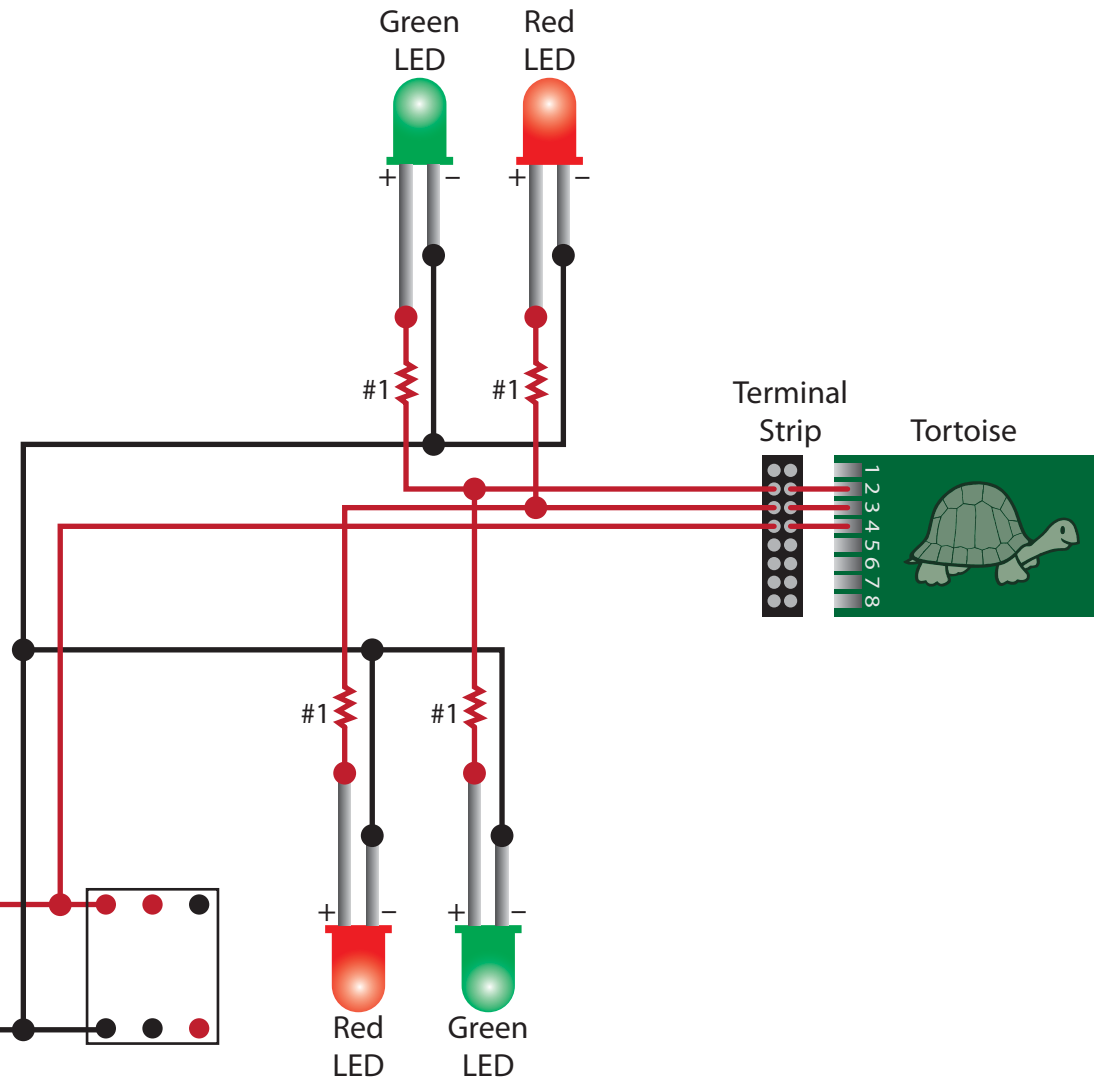 Green
LED
Red
LED
+ −
+ −
#1
#1
Terminal
Strip
Tortoise
1
2
3
4
5
6
7
8
#1
#1
+ −
+ −
Red
LED
Green
LED